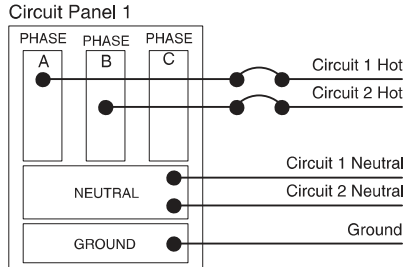 Circuit Panel 1
PHASE PHASE PHASE
A B C
Circuit 1 Hot
Circuit 2 Hot
Circuit 1 Neutral
NEUTRAL
Circuit 2 Neutral
Ground
GROUND